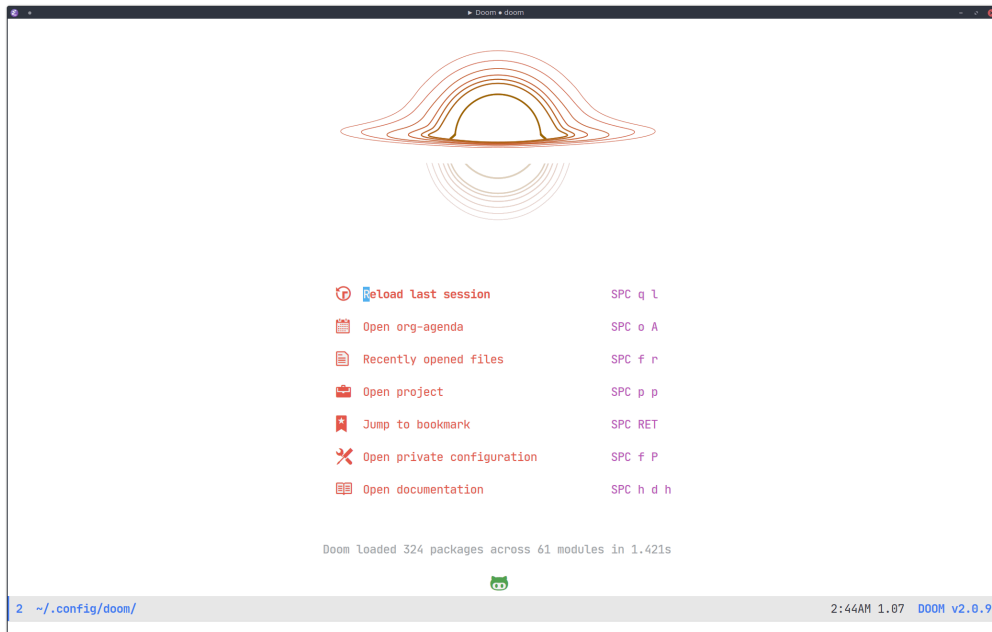 ▸ Doom • doom
Reload last session SPC q l
Open org-agenda SPC o A
Recently opened files SPC f r
Open project SPC p p
Jump to bookmark SPC RET
Open private configuration SPC f P
Open documentation SPC h d h
Doom loaded 324 packages across 61 modules in 1.421s
2 ~/.config/doom/ 2:44AM 1.07 DOOM v2.0.9